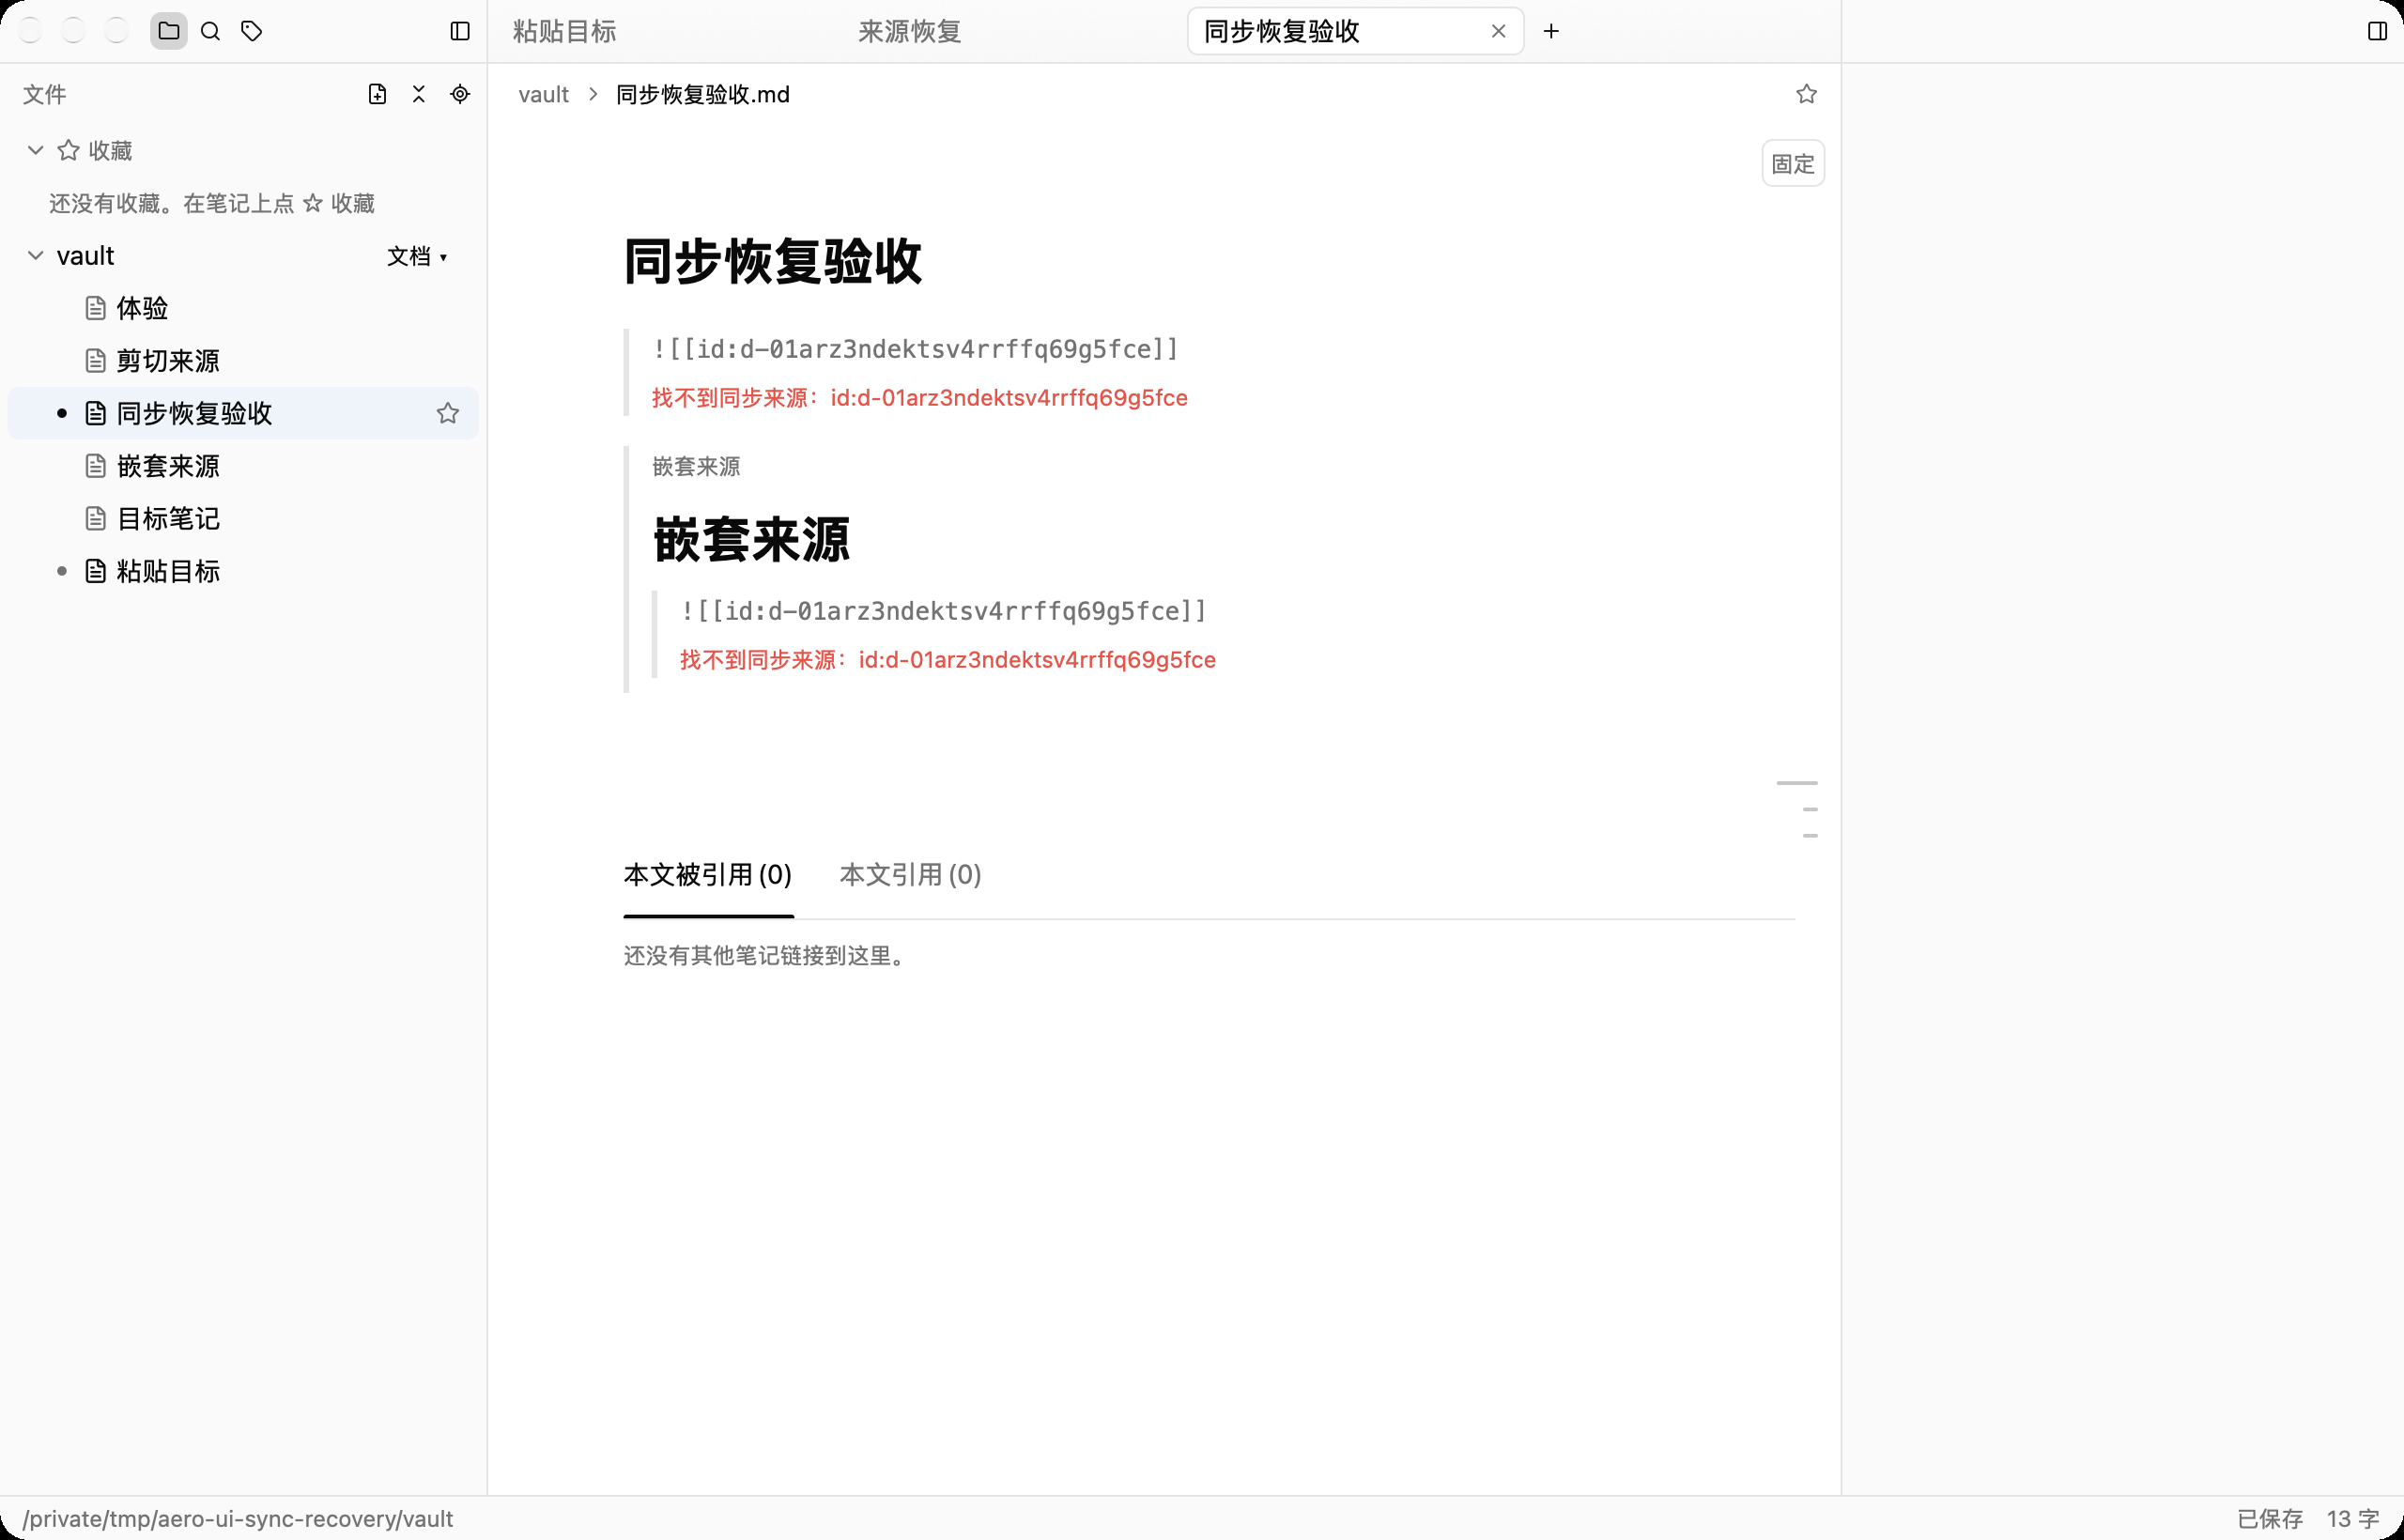 粘贴目标
来源恢复
同步恢复验收
文件
收藏
还没有收藏。在笔记上点 ☆ 收藏
vault
文档
体验
剪切来源
同步恢复验收
嵌套来源
目标笔记
粘贴目标
vault > 同步恢复验收.md
固定
同步恢复验收
![[id:d-01arz3ndektsv4rrffq69g5fce]]
找不到同步来源：id:d-01arz3ndektsv4rrffq69g5fce
嵌套来源
嵌套来源
![[id:d-01arz3ndektsv4rrffq69g5fce]]
找不到同步来源：id:d-01arz3ndektsv4rrffq69g5fce
本文被引用 (0)
本文引用 (0)
还没有其他笔记链接到这里。
/private/tmp/aero-ui-sync-recovery/vault
已保存
13 字